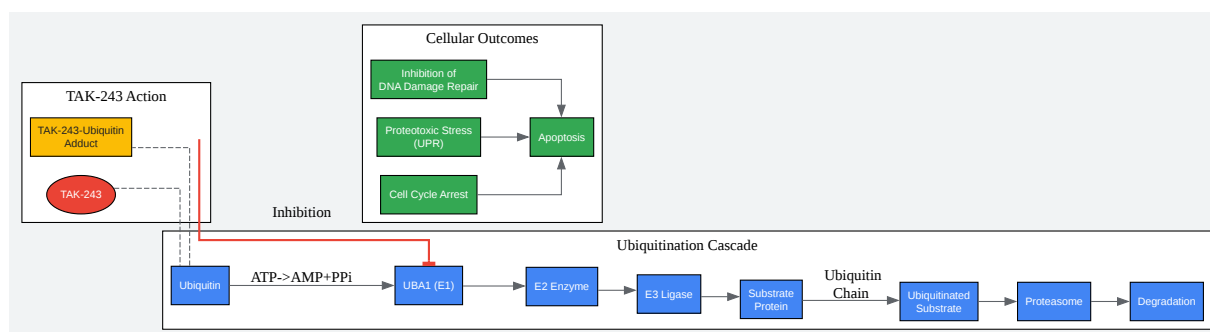 Cellular Outcomes
Inhibition of
DNA Damage Repair
Proteotoxic Stress
(UPR)
Apoptosis
Cell Cycle Arrest
TAK-243 Action
TAK-243-Ubiquitin
Adduct
TAK-243
Inhibition
Ubiquitination Cascade
Ubiquitin
ATP->AMP+PPi
UBA1 (E1)
E2 Enzyme
E3 Ligase
Substrate
Protein
Ubiquitin
Chain
Ubiquitinated
Substrate
Proteasome
Degradation